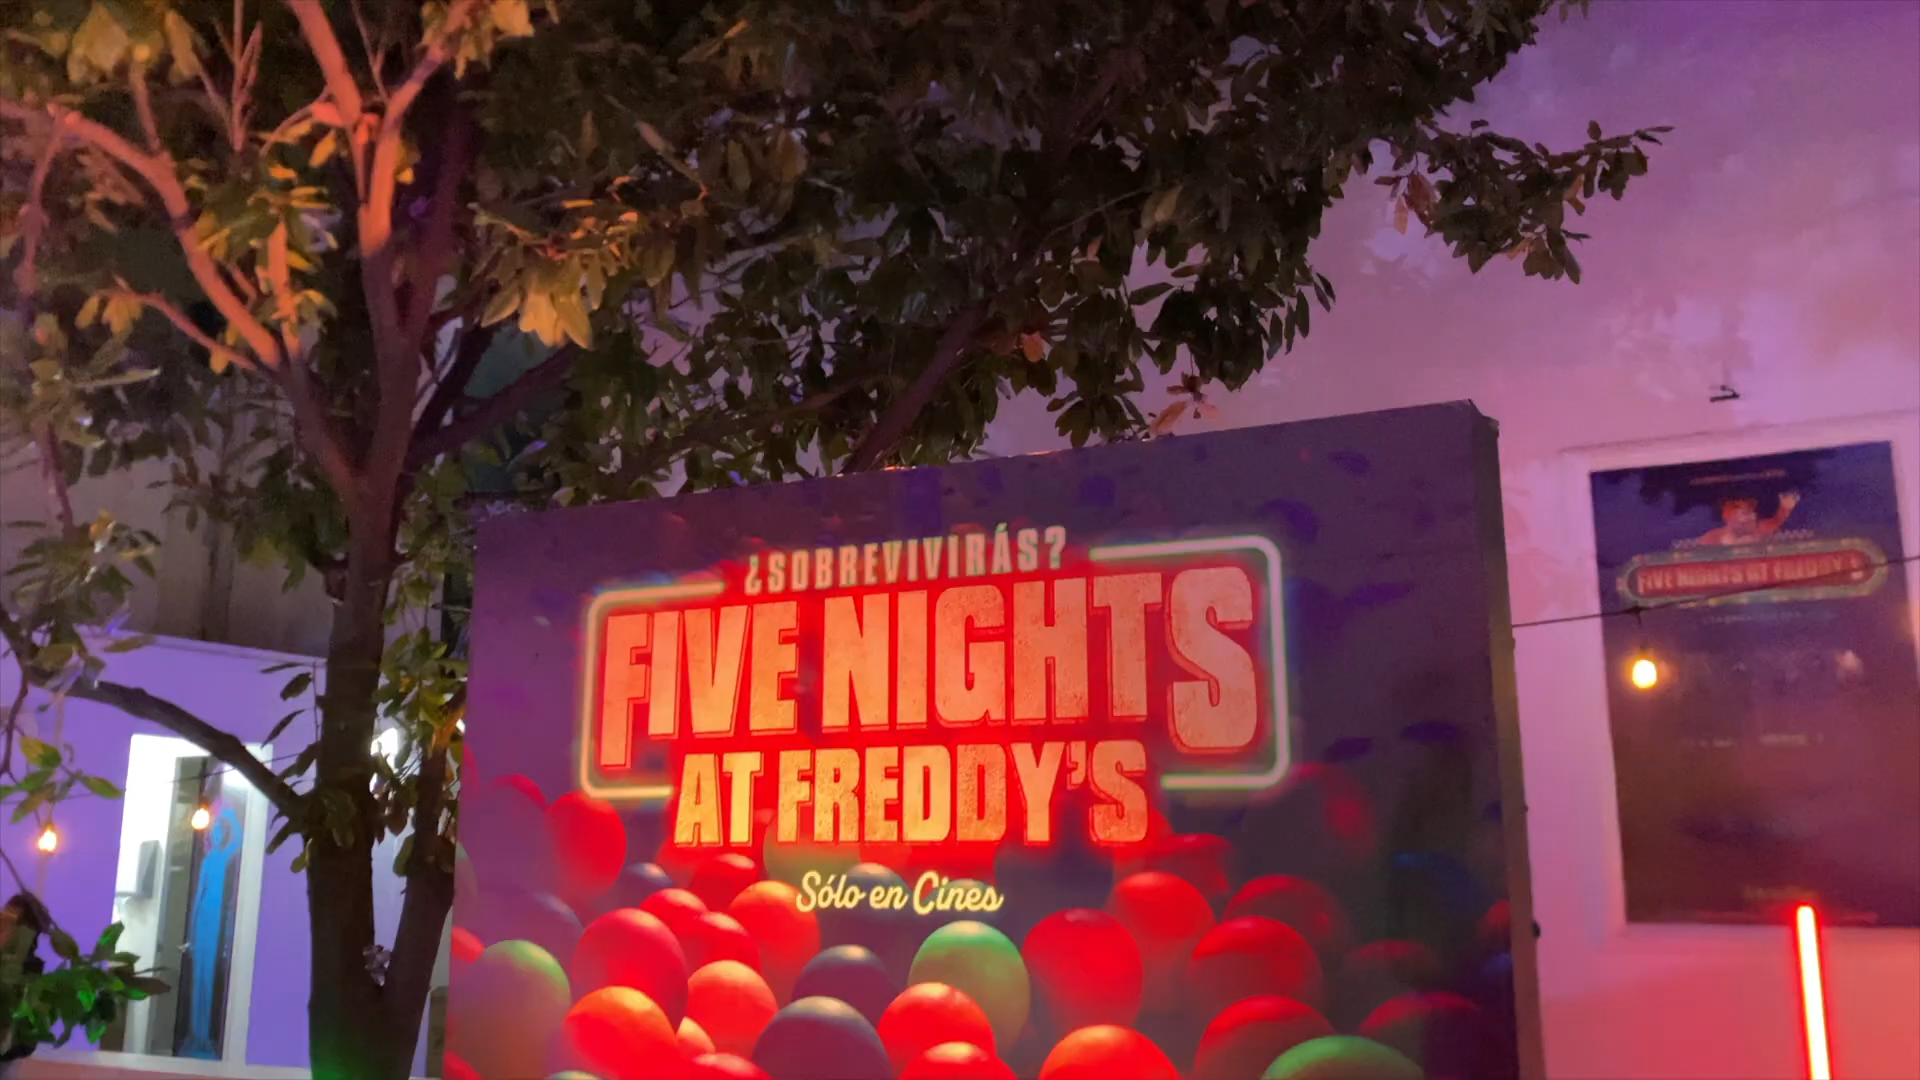 ¿SOBREVIVIRÁS?
FIVE NIGHTS
AT FREDDY'S
Sólo en Cines
FIVE NIGHTS AT FREDDY'S